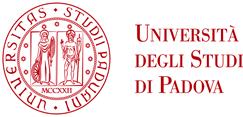 UNIVERSITAS STUDII PADUANI
MCCXXII
UNIVERSITÀ
DEGLI STUDI
DI PADOVA